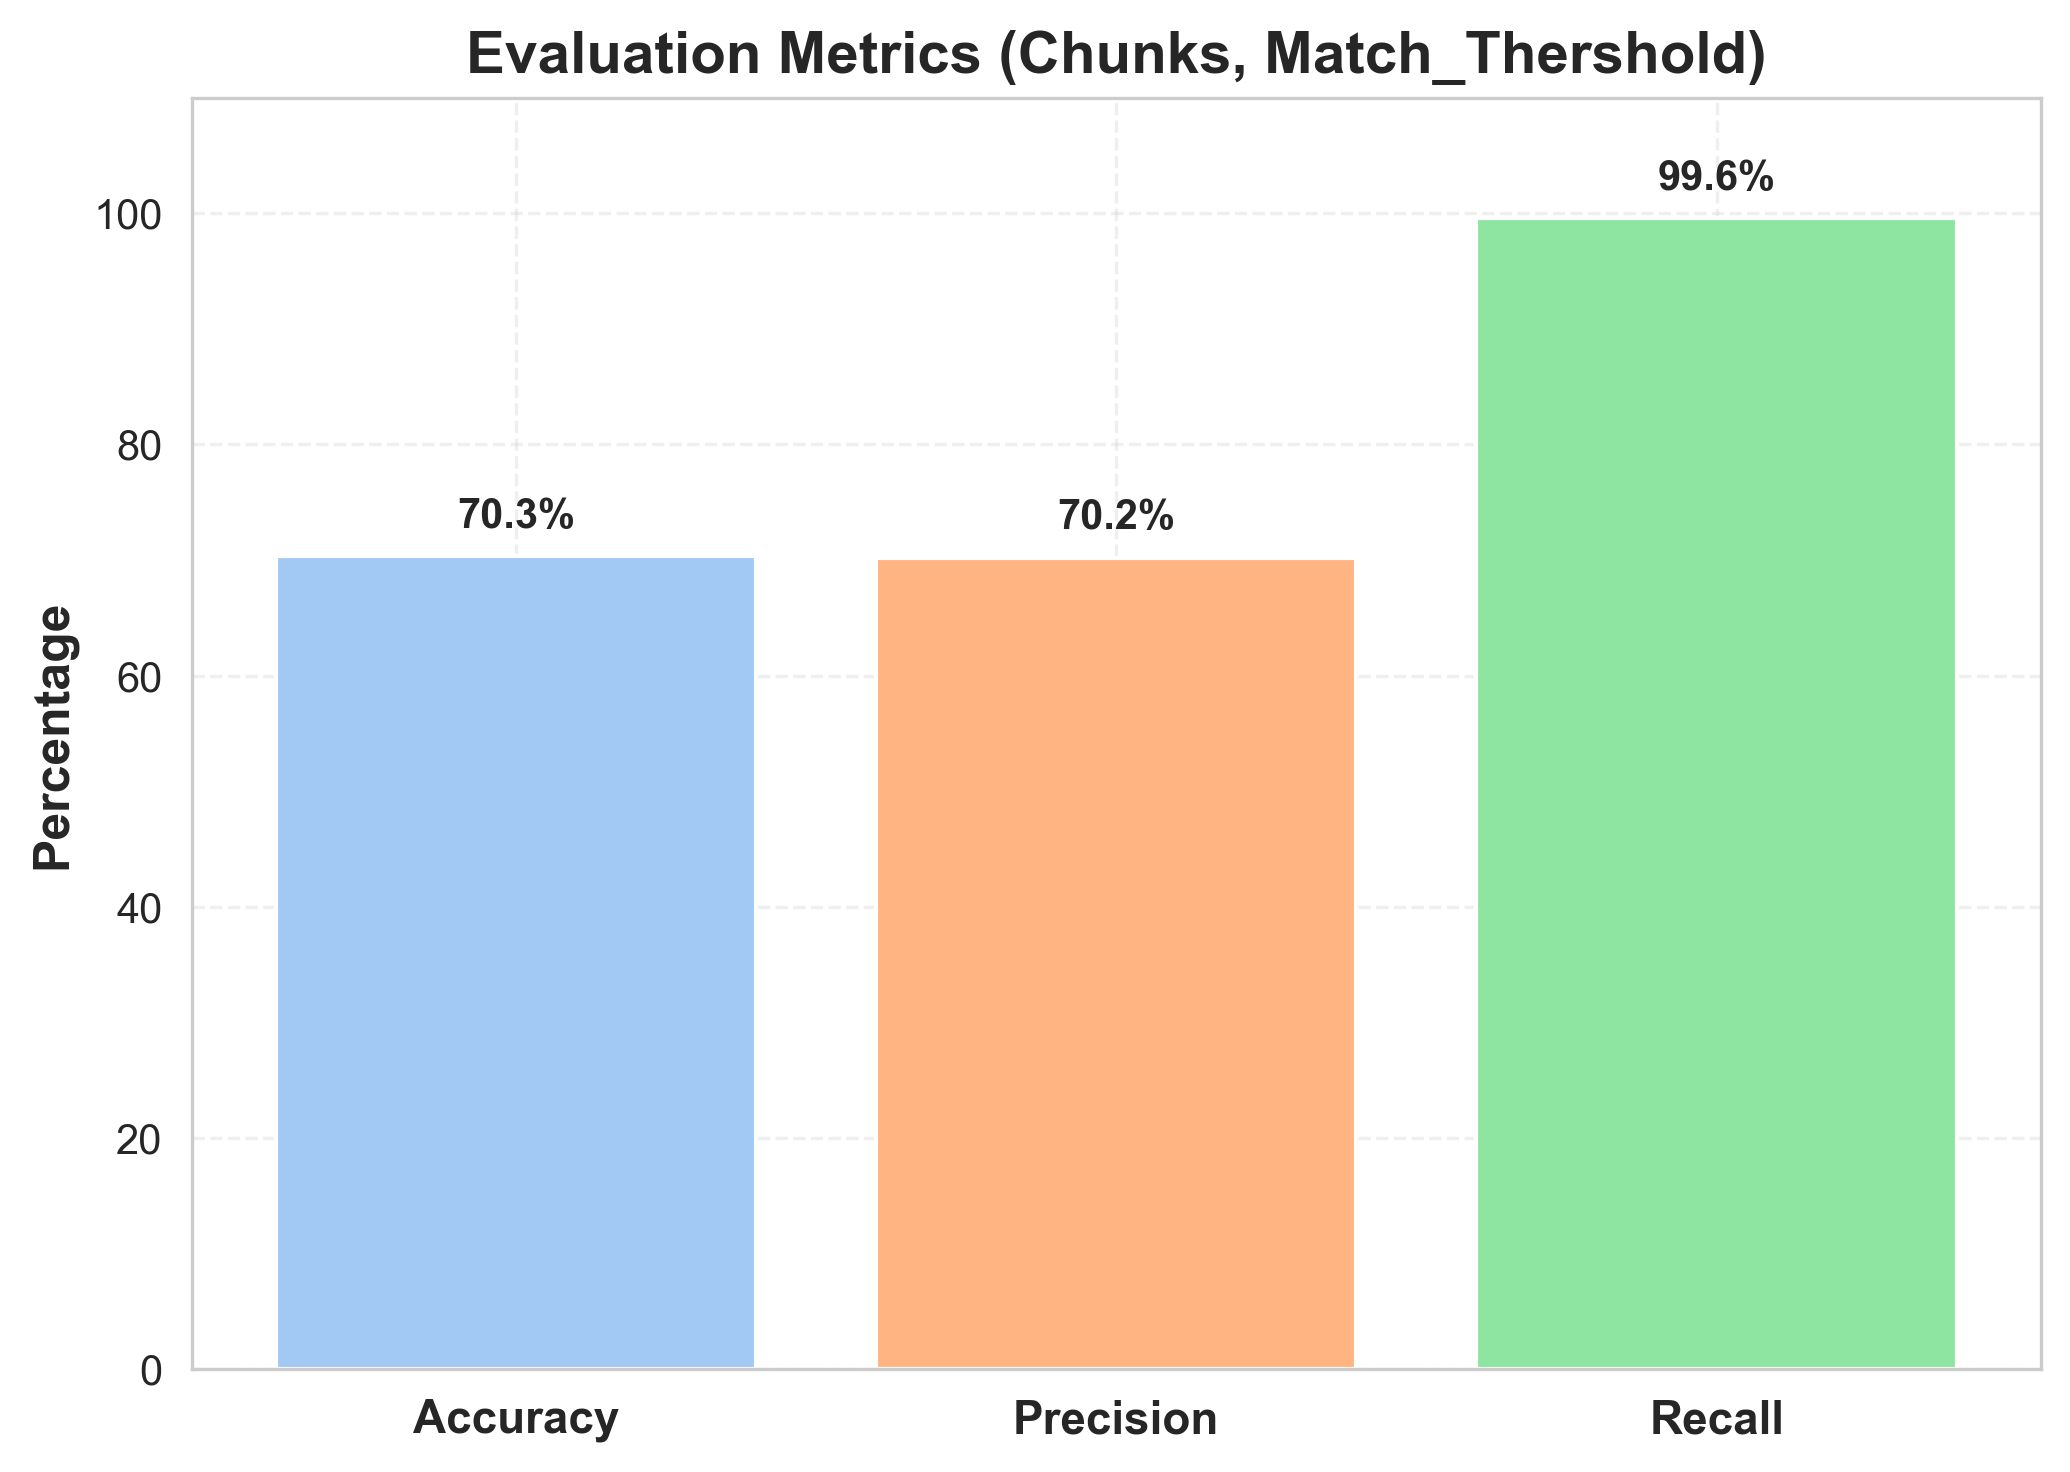 Evaluation Metrics (Chunks, Match_Thershold)
99.6%
100
80
70.3%
70.2%
60
Percentage
40
20
0
Accuracy
Precision
Recall